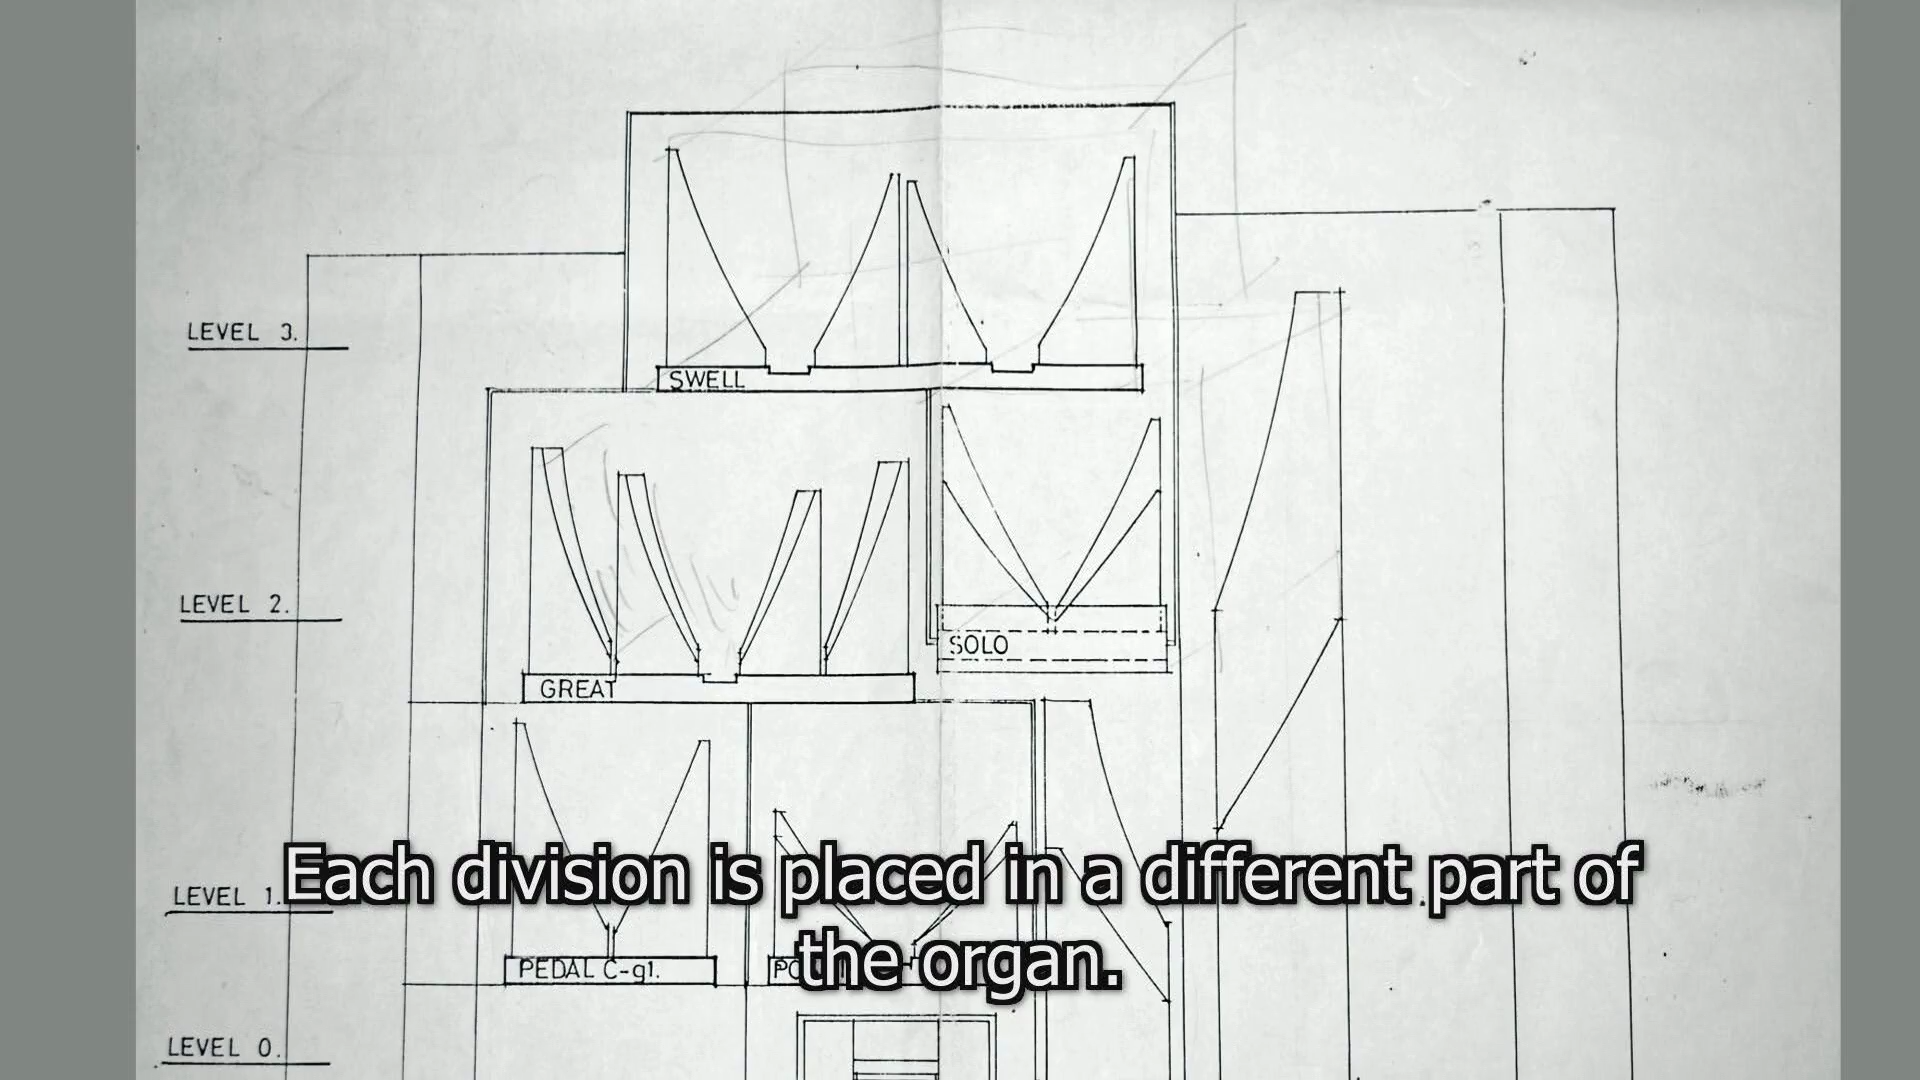 LEVEL 3.
SWELL
LEVEL 2.
SOLO
GREAT
LEVEL 1.
Each division is placed in a different part of
the organ.
PEDAL C-g1.
LEVEL 0.